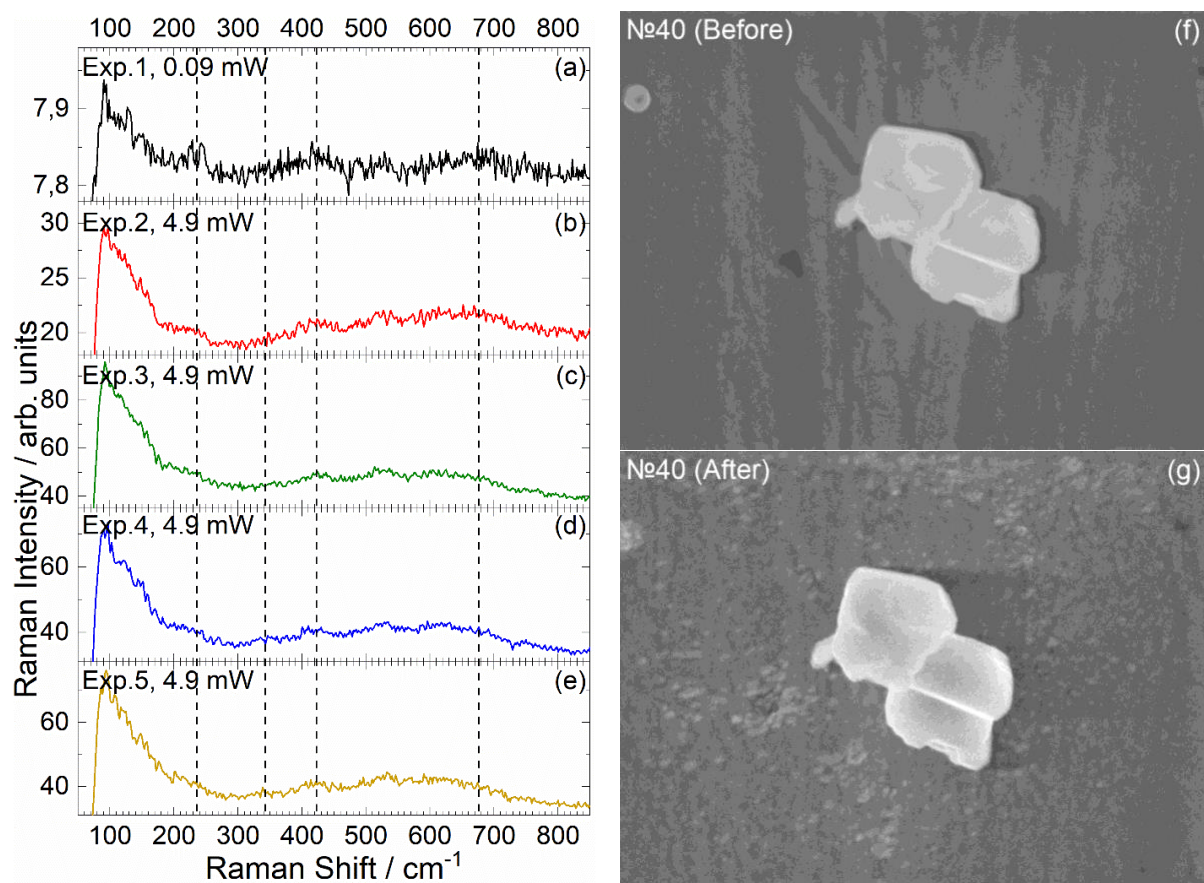 100 200 300 400 500 600 700 800
Exp.1, 0.09 mW (a)
7,9
7,8
Exp.2, 4.9 mW (b)
30
20
Exp.3, 4.9 mW (c)
80
60
40
Exp.4, 4.9 mW (d)
60
40
Exp.5, 4.9 mW (e)
60
40
100 200 300 400 500 600 700 800
Raman Intensity / arb. units
Raman Shift / cm⁻¹
№40 (Before) (f)
№40 (After) (g)